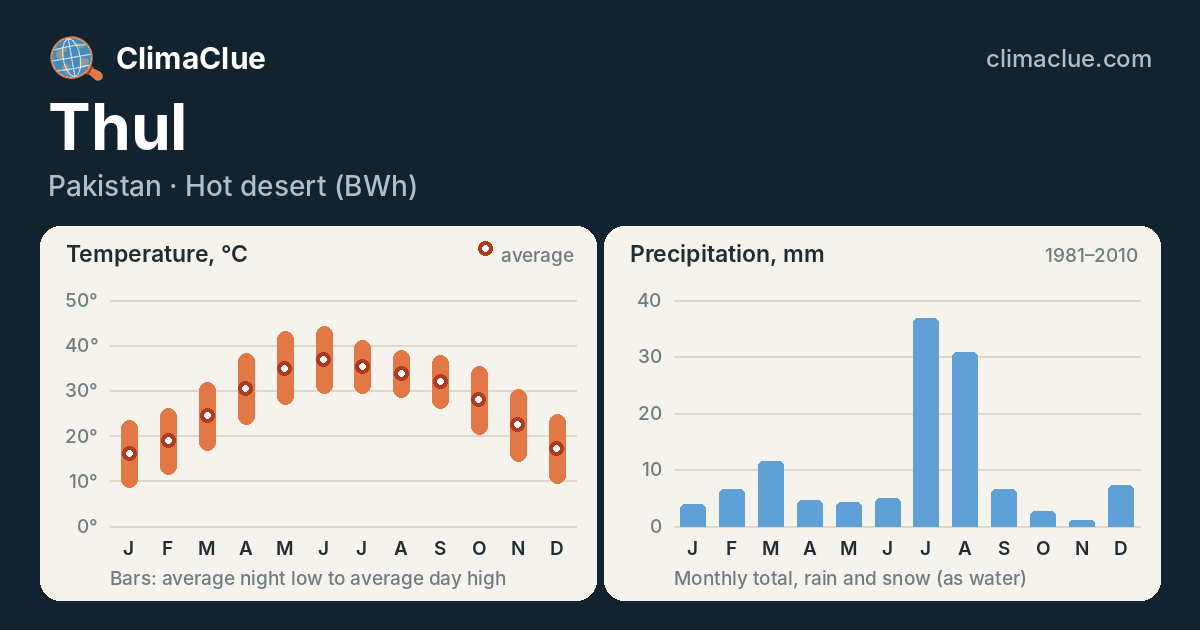 ClimaClue
climaclue.com
Thul
Pakistan · Hot desert (BWh)
Temperature, °C
average
50°
40°
30°
20°
10°
0°
J F M A M J J A S O N D
Bars: average night low to average day high
Precipitation, mm
1981–2010
40
30
20
10
0
J F M A M J J A S O N D
Monthly total, rain and snow (as water)